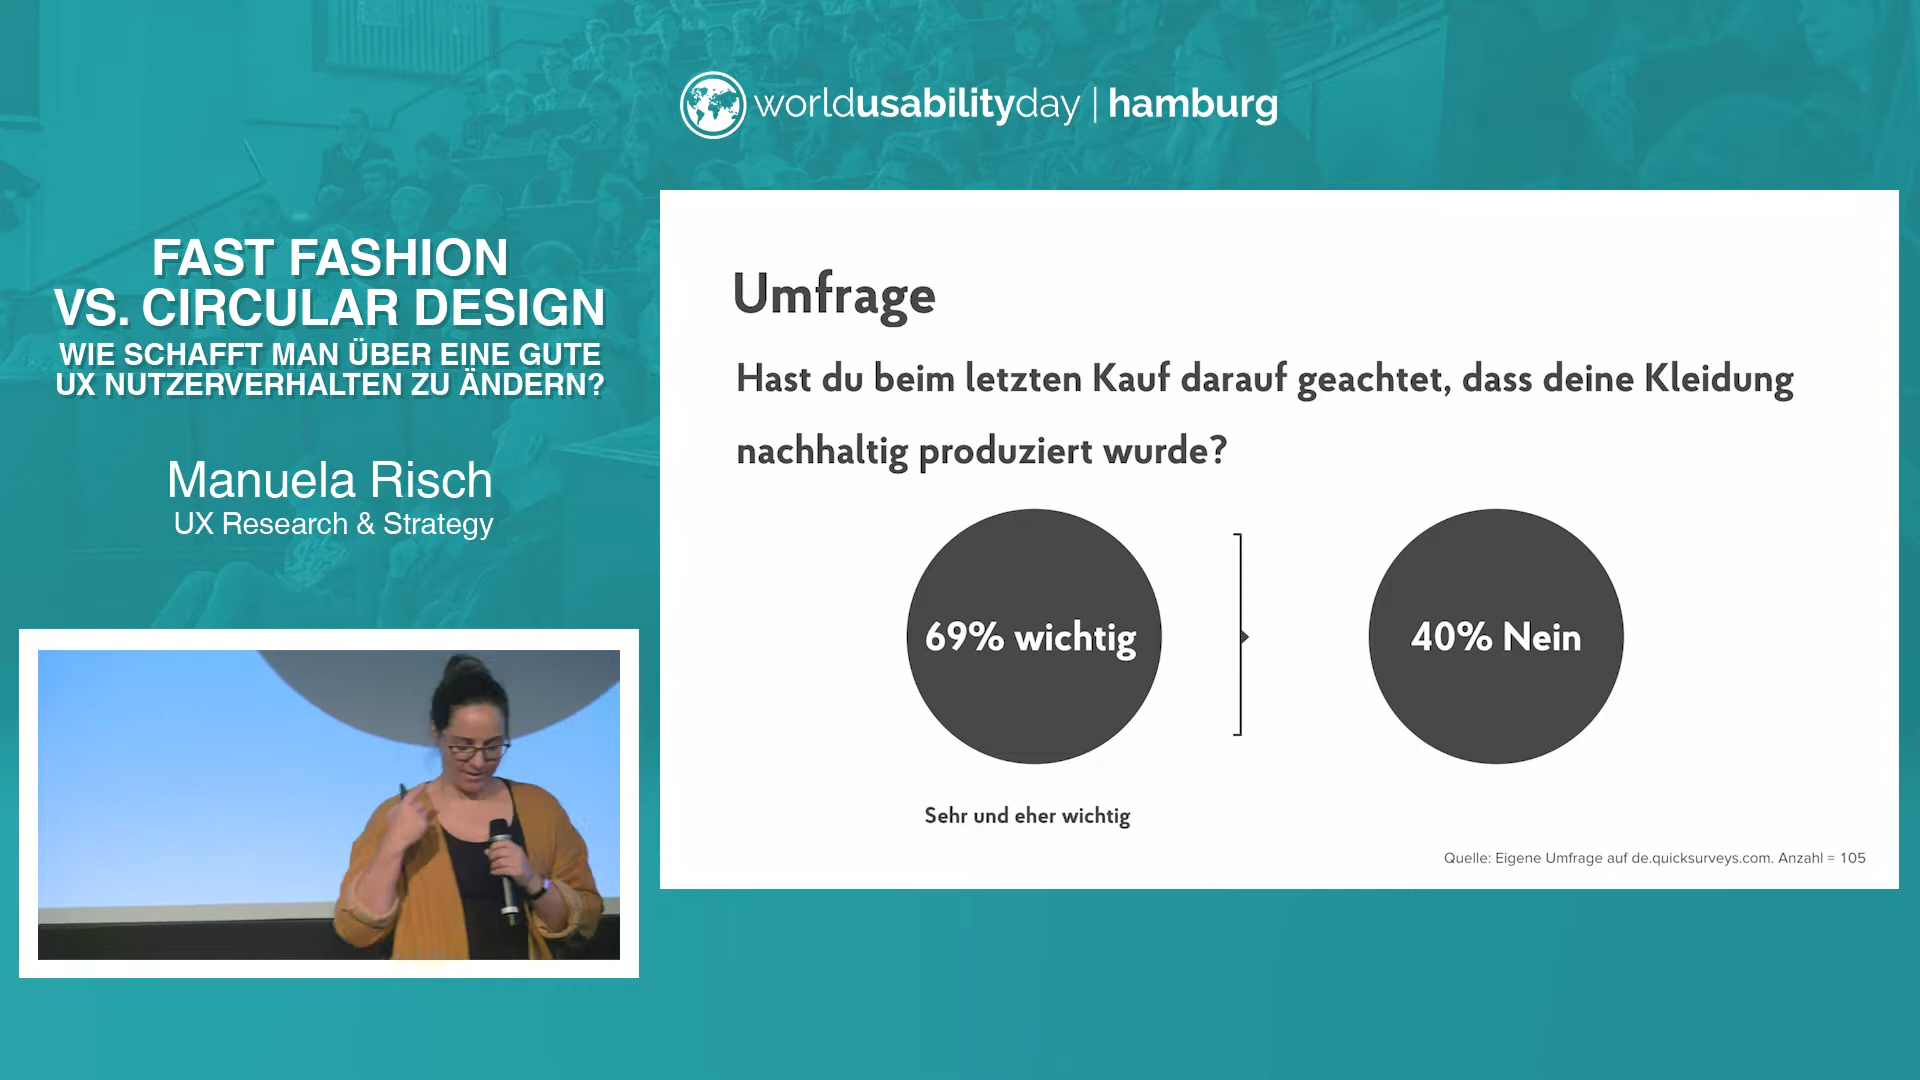 worldusabilityday | hamburg
FAST FASHION
VS. CIRCULAR DESIGN
WIE SCHAFFT MAN ÜBER EINE GUTE
UX NUTZERVERHALTEN ZU ÄNDERN?
Manuela Risch
UX Research & Strategy
Umfrage
Hast du beim letzten Kauf darauf geachtet, dass deine Kleidung
nachhaltig produziert wurde?
69% wichtig
40% Nein
Sehr und eher wichtig
Quelle: Eigene Umfrage auf de.quicksurveys.com. Anzahl = 105